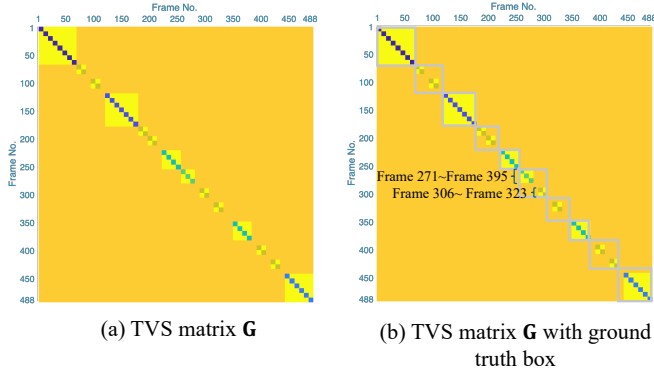 Frame No.
1 50 100 150 200 250 300 350 400 450 488
Frame No.
1
50
100
150
200
250
300
350
400
450
488
(a) TVS matrix G
Frame No.
1 50 100 150 200 250 300 350 400 450 488
Frame No.
1
50
100
150
200
250
300
350
400
450
488
Frame 271~Frame 395
Frame 306~ Frame 323
(b) TVS matrix G with ground
truth box